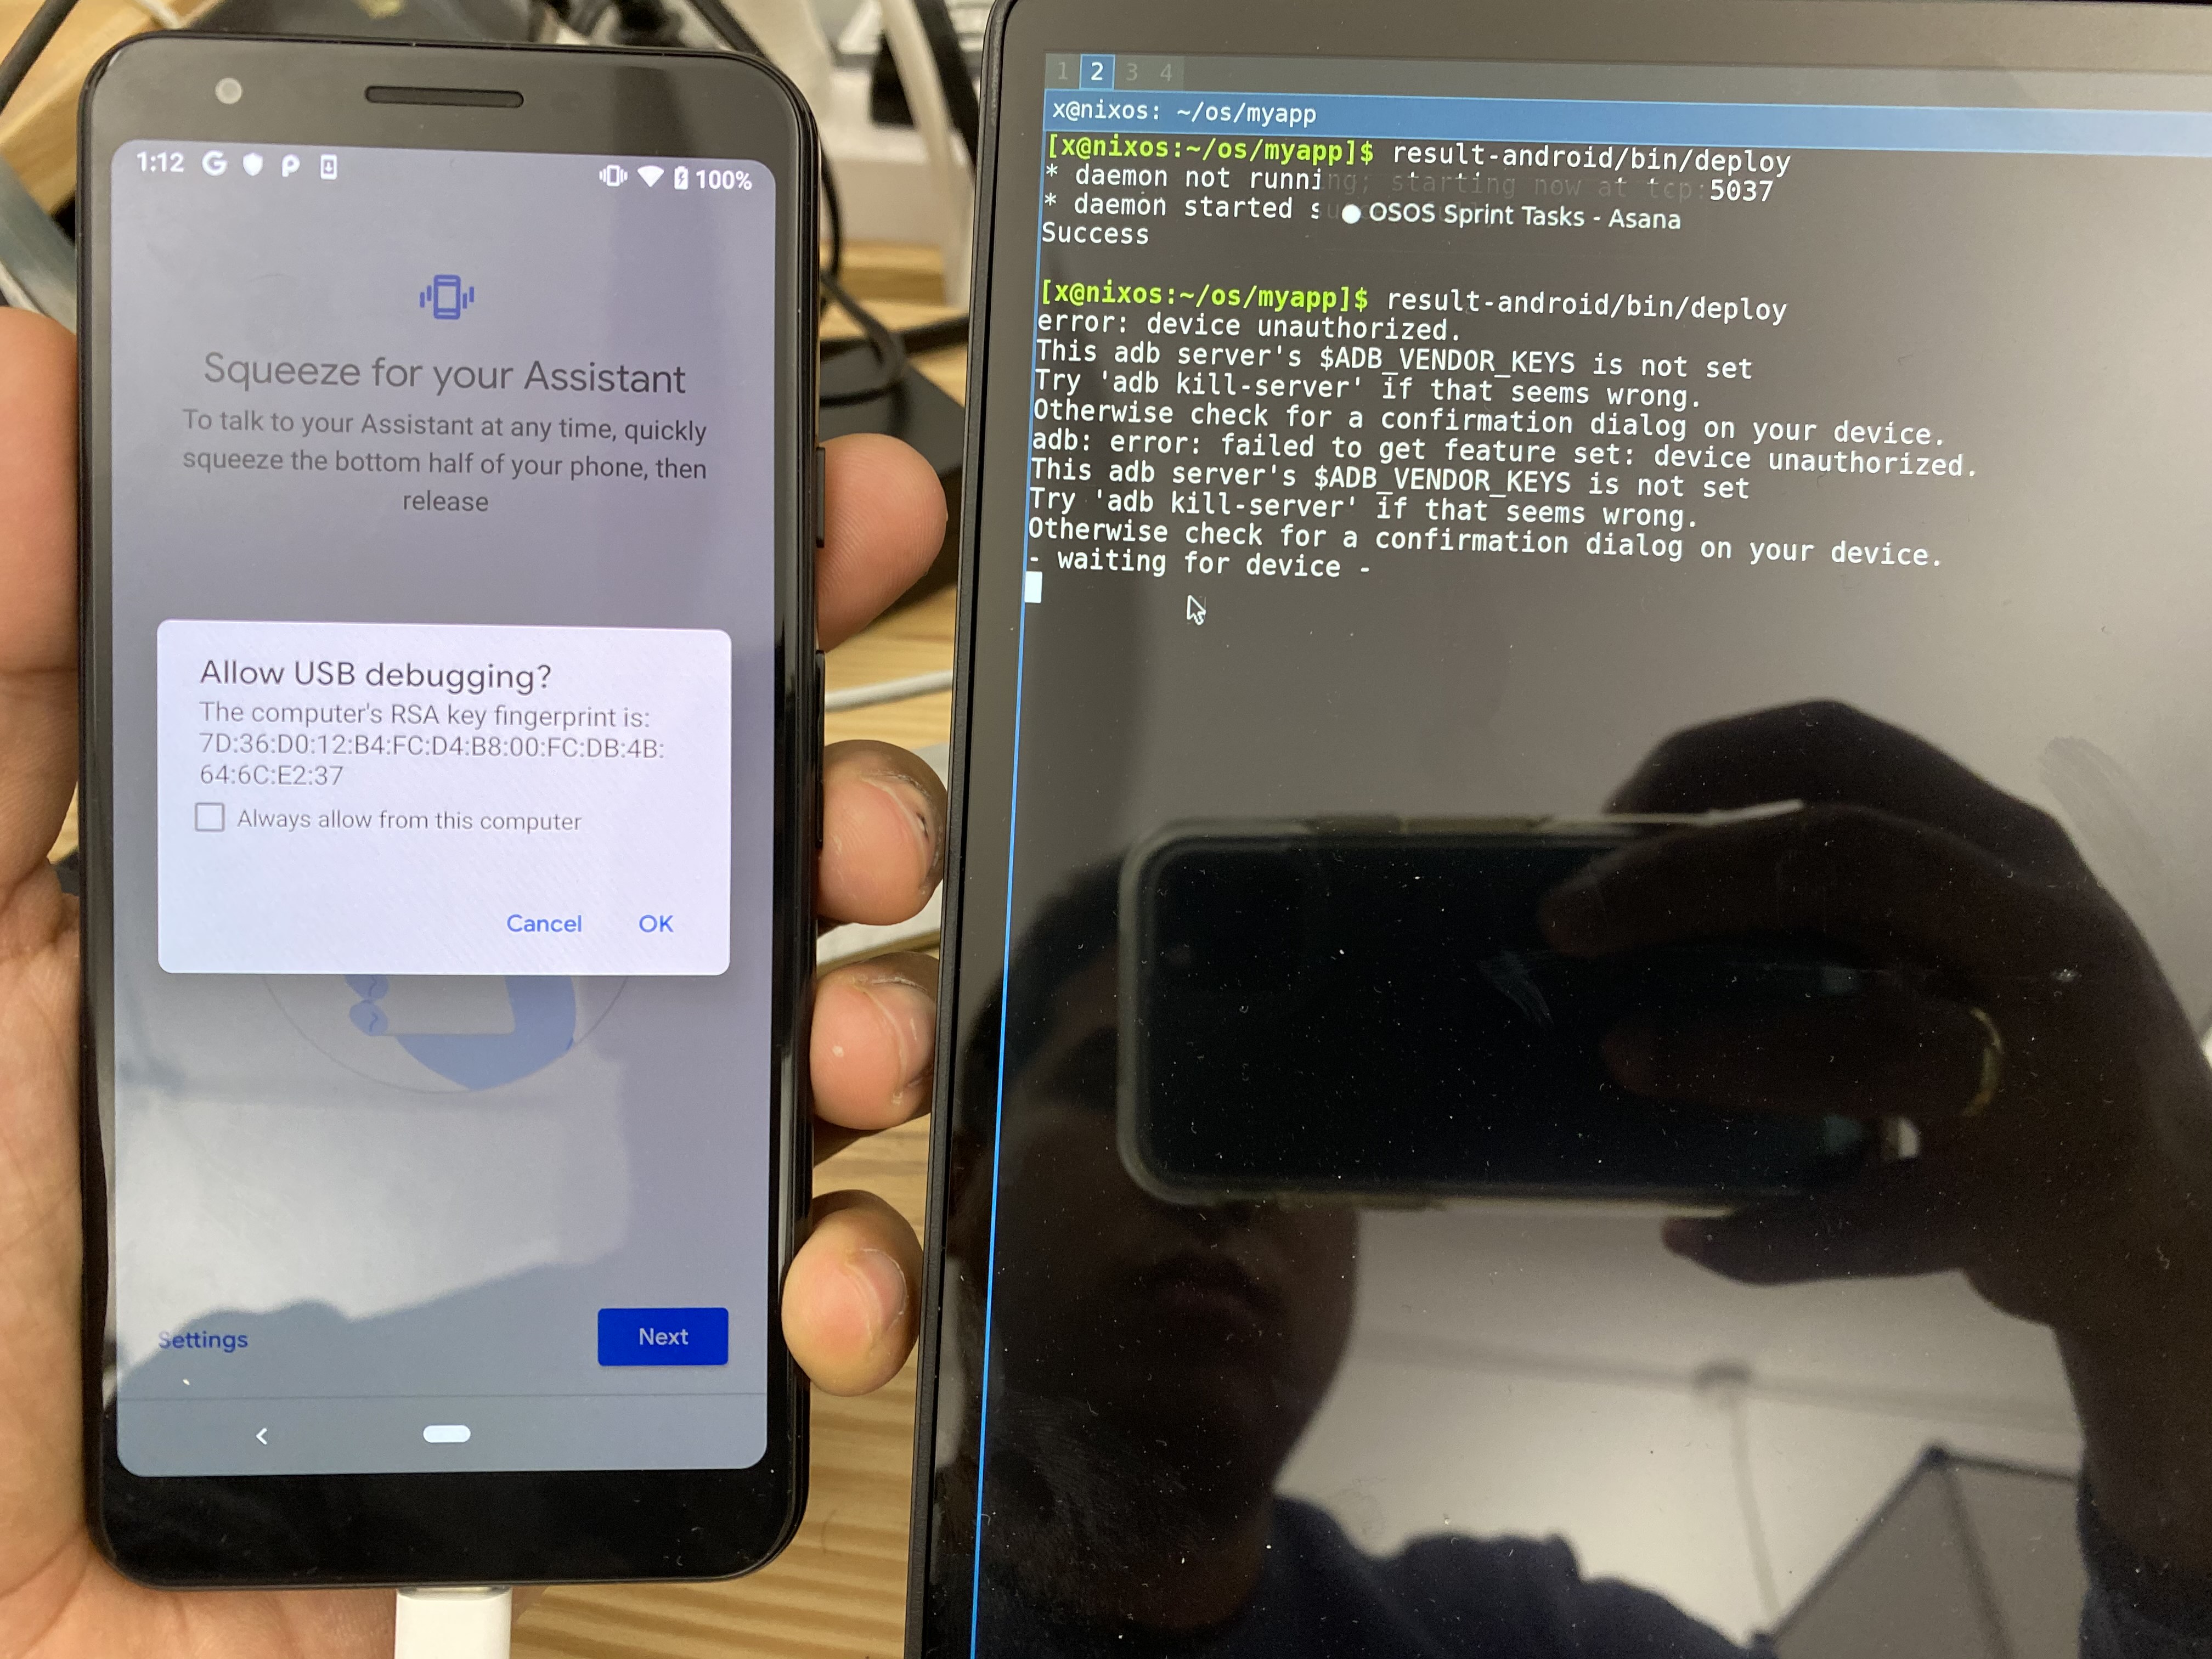 1:12
100%
Squeeze for your Assistant
To talk to your Assistant at any time, quickly
squeeze the bottom half of your phone, then
release
Allow USB debugging?
The computer's RSA key fingerprint is:
7D:36:D0:12:B4:FC:D4:B8:00:FC:DB:4B:
64:6C:E2:37
Always allow from this computer
Cancel OK
Settings Next
1 2 3 4
x@nixos: ~/os/myapp
[x@nixos:~/os/myapp]$ result-android/bin/deploy
* daemon not running; starting now at tcp:5037
* daemon started s
OSOS Sprint Tasks - Asana
Success
[x@nixos:~/os/myapp]$ result-android/bin/deploy
error: device unauthorized.
This adb server's $ADB_VENDOR_KEYS is not set
Try 'adb kill-server' if that seems wrong.
Otherwise check for a confirmation dialog on your device.
adb: error: failed to get feature set: device unauthorized.
This adb server's $ADB_VENDOR_KEYS is not set
Try 'adb kill-server' if that seems wrong.
Otherwise check for a confirmation dialog on your device.
- waiting for device -